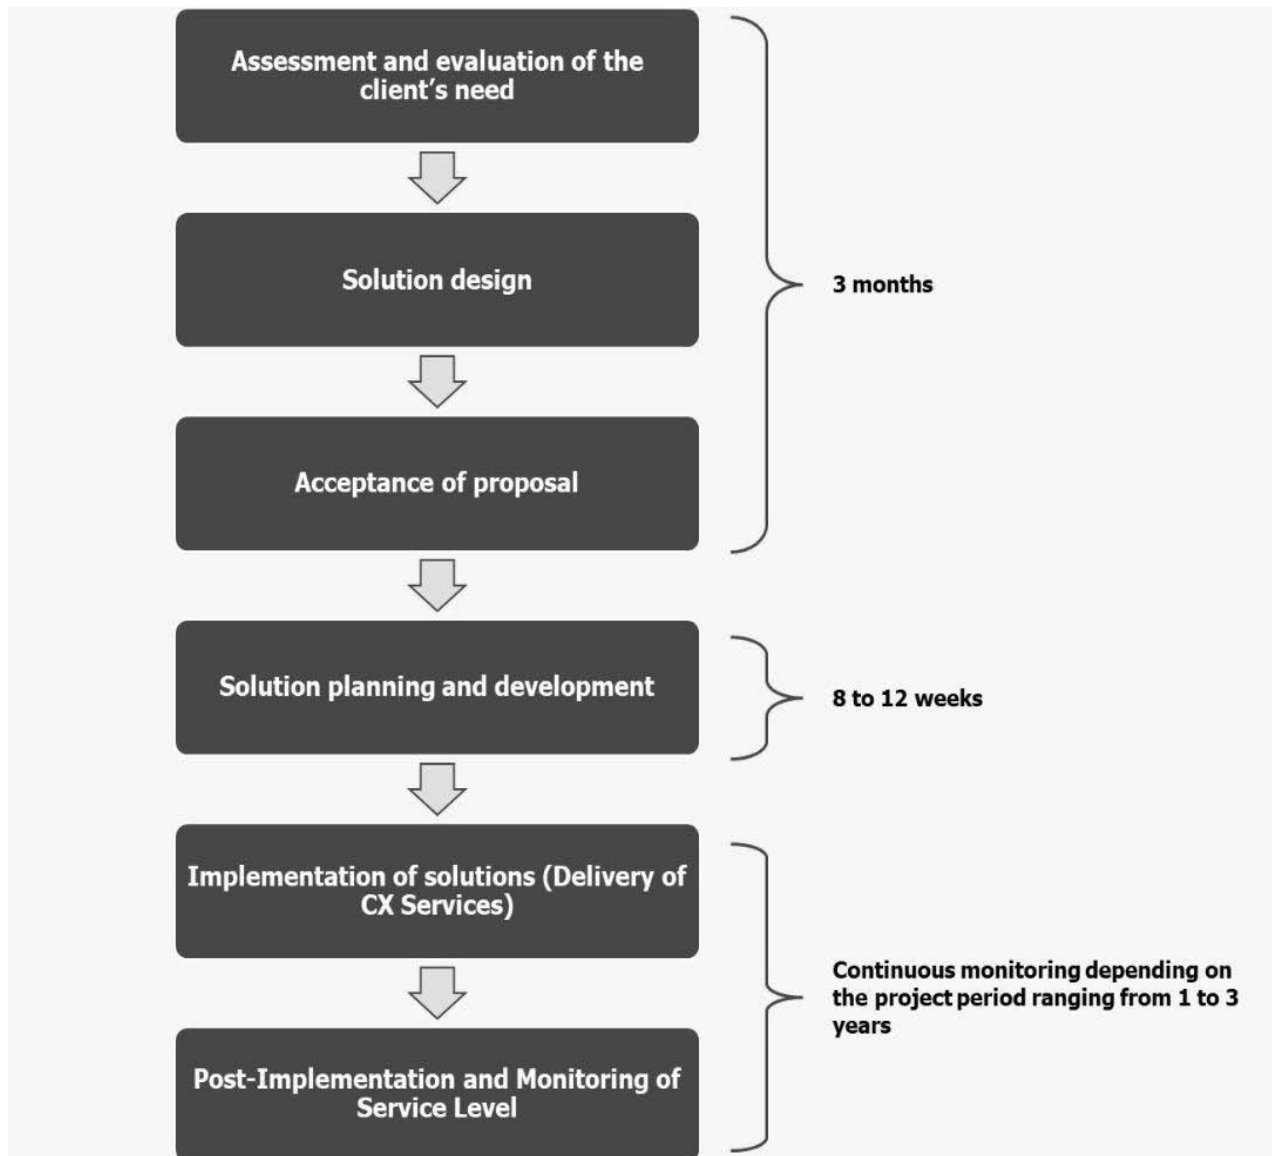 Assessment and evaluation of the
client’s need
Solution design
3 months
Acceptance of proposal
Solution planning and development
8 to 12 weeks
Implementation of solutions (Delivery of
CX Services)
Continuous monitoring depending on
the project period ranging from 1 to 3
years
Post-Implementation and Monitoring of
Service Level